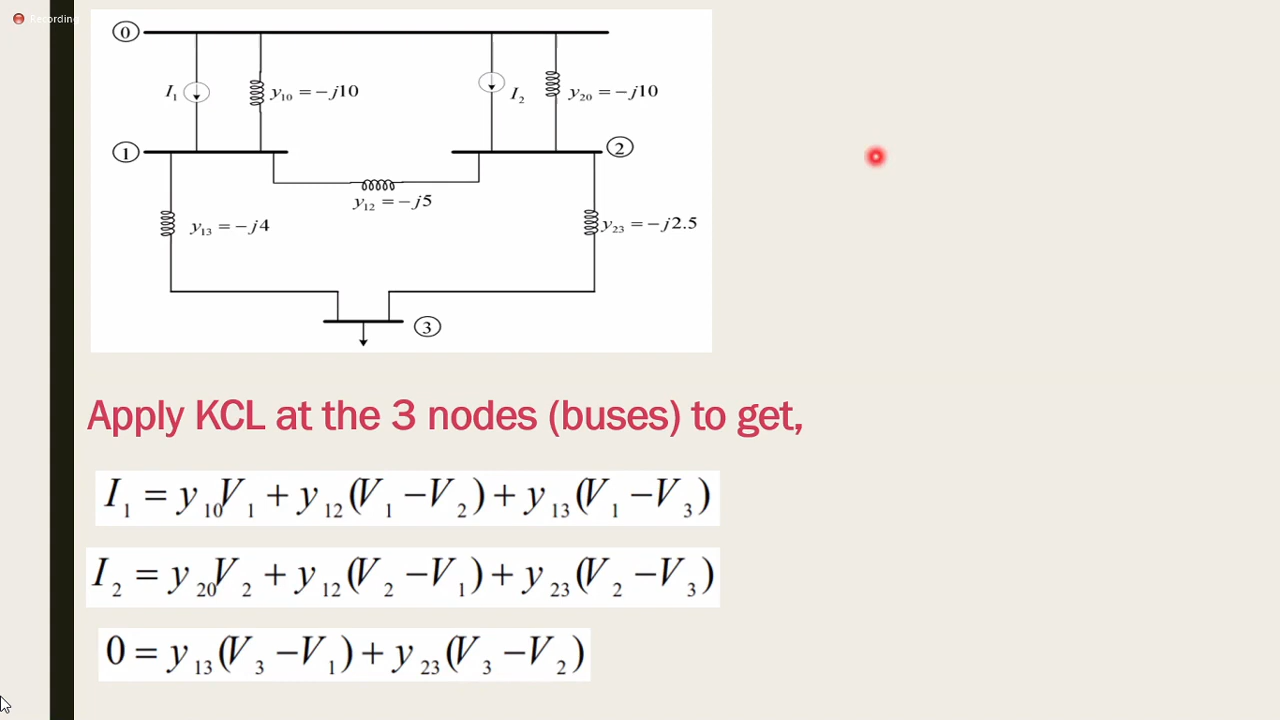 Recording
0
I1 y10 = −j10 I2 y20 = −j10
1 2
y12 = −j5
y13 = −j4 y23 = −j2.5
3
Apply KCL at the 3 nodes (buses) to get,
I1 = y10V1 + y12(V1 − V2) + y13(V1 − V3)
I2 = y20V2 + y12(V2 − V1) + y23(V2 − V3)
0 = y13(V3 − V1) + y23(V3 − V2)